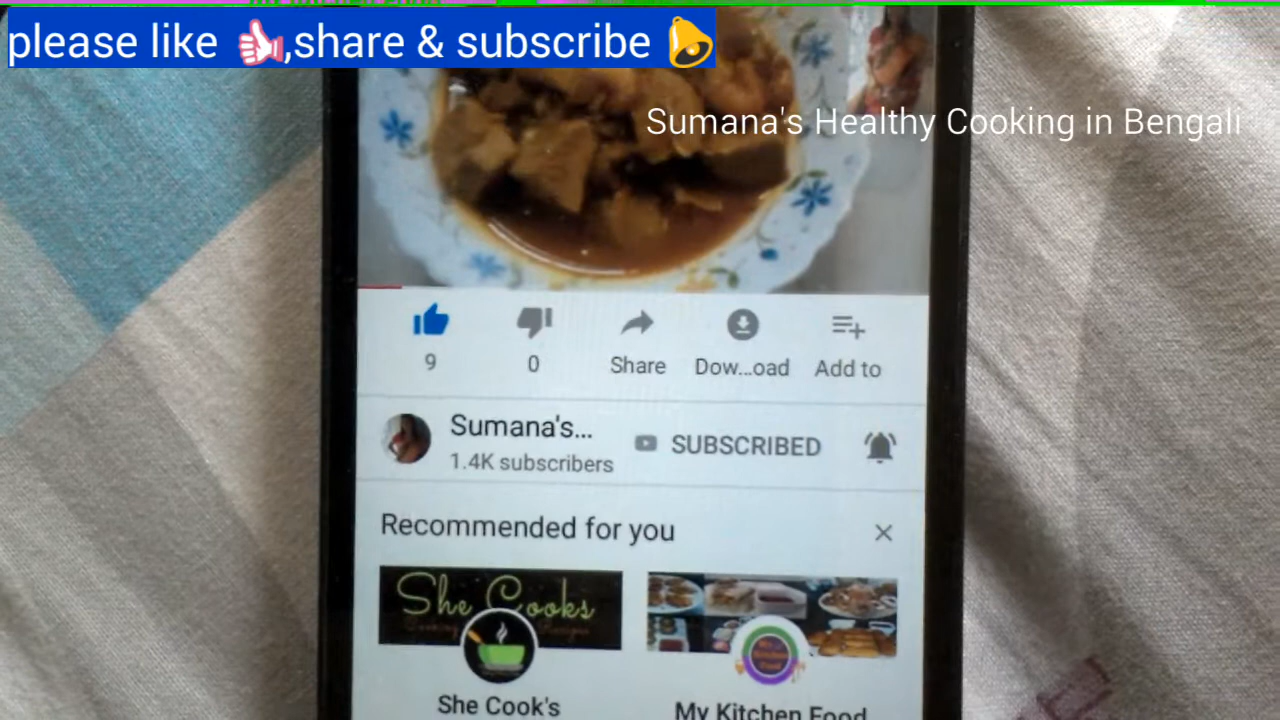 please like 👍,share & subscribe 🔔
Sumana's Healthy Cooking in Bengali
9
0
Share
Dow...oad
Add to
Sumana's...
1.4K subscribers
SUBSCRIBED
Recommended for you
She Cooks
She Cook's
My Kitchen Food